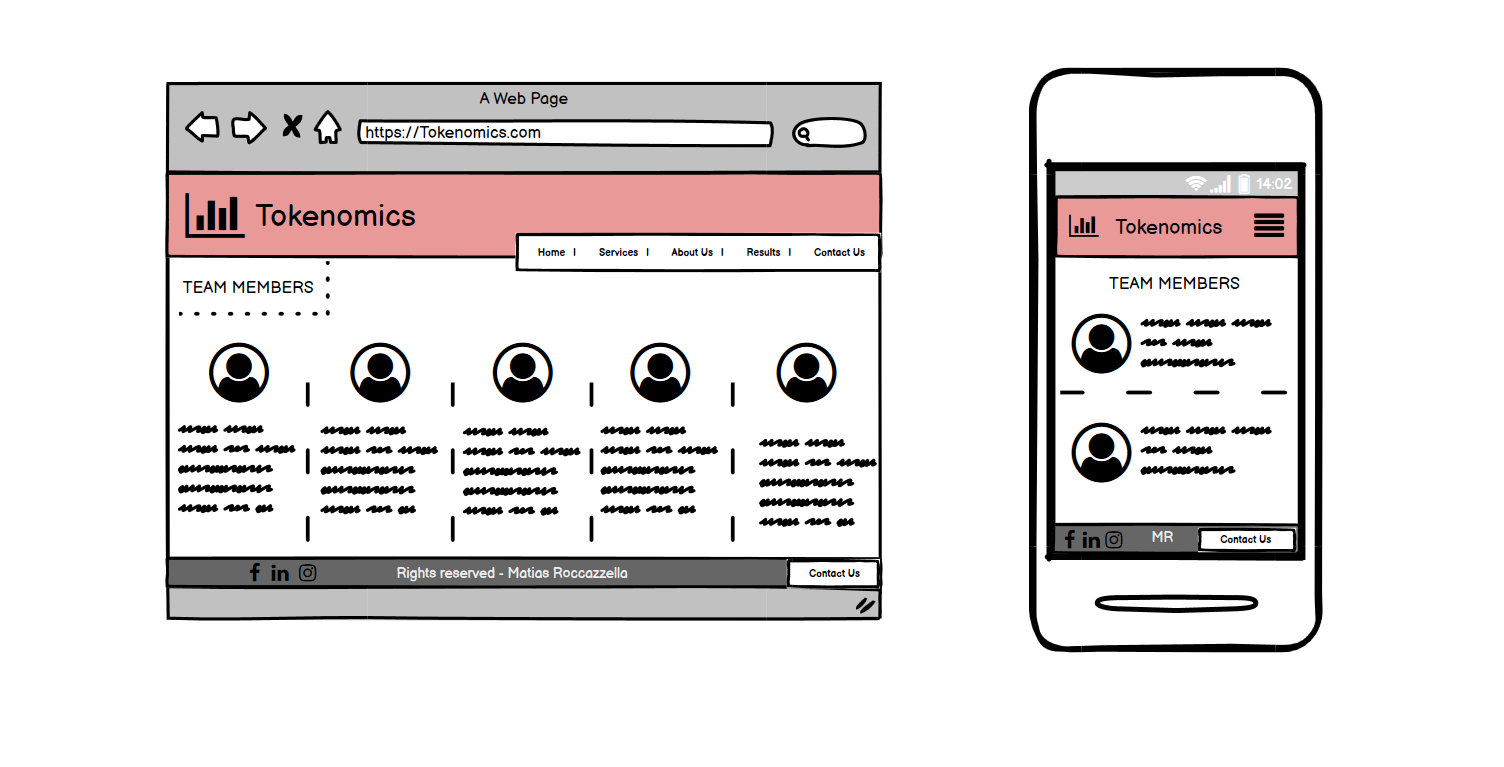 A Web Page
https://Tokenomics.com
Tokenomics
Home | Services | About Us | Results | Contact Us
TEAM MEMBERS
Rights reserved - Matias Roccazzella
Contact Us
14:02
Tokenomics
TEAM MEMBERS
MR
Contact Us